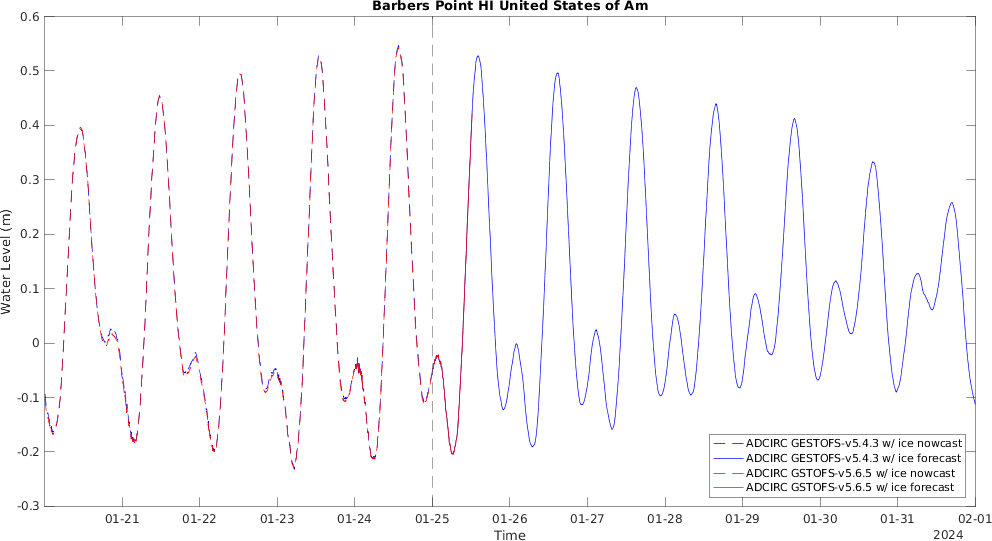 Barbers Point HI United States of Am
0.6
0.5
0.4
0.3
0.2
0.1
0
-0.1
-0.2
-0.3
Water Level (m)
ADCIRC GESTOFS-v5.4.3 w/ ice nowcast
ADCIRC GESTOFS-v5.4.3 w/ ice forecast
ADCIRC GSTOFS-v5.6.5 w/ ice nowcast
ADCIRC GSTOFS-v5.6.5 w/ ice forecast
01-21 01-22 01-23 01-24 01-25 01-26 01-27 01-28 01-29 01-30 01-31 02-01
Time
2024